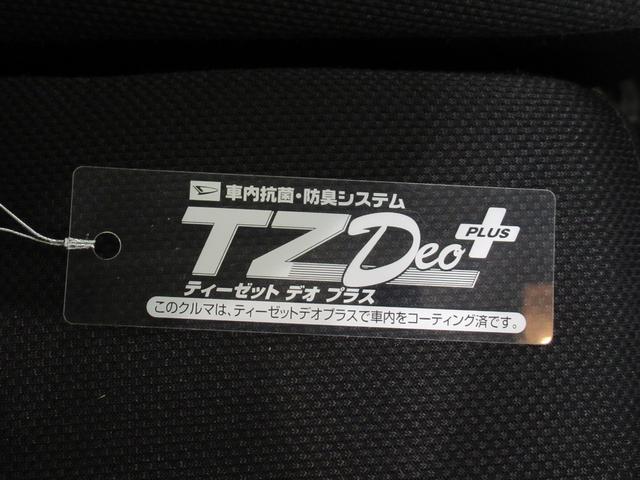 車内抗菌・防臭システム
TZ Deo PLUS
ティーゼット デオ プラス
このクルマは、ティーゼットデオプラスで車内をコーティング済です。